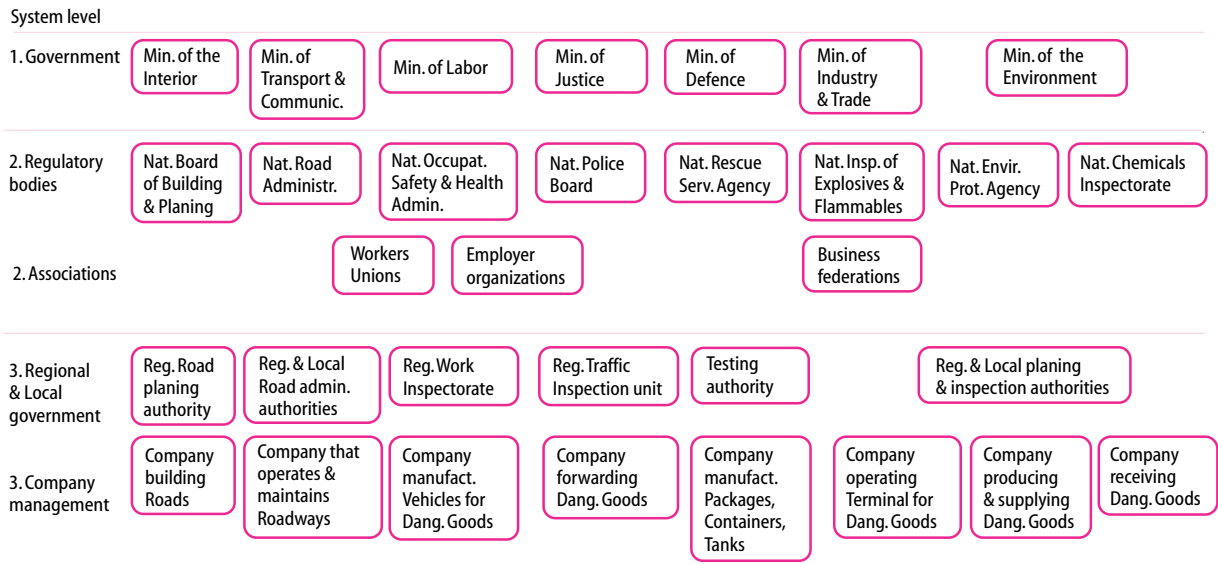 System level
1. Government
Min. of the
Interior
Min. of
Transport &
Communic.
Min. of Labor
Min. of
Justice
Min. of
Defence
Min. of
Industry
& Trade
Min. of the
Environment
2. Regulatory
bodies
Nat. Board
of Building
& Planing
Nat. Road
Administr.
Nat. Occupat.
Safety & Health
Admin.
Nat. Police
Board
Nat. Rescue
Serv. Agency
Nat. Insp. of
Explosives &
Flammables
Nat. Envir.
Prot. Agency
Nat. Chemicals
Inspectorate
2. Associations
Workers
Unions
Employer
organizations
Business
federations
3. Regional
& Local
government
Reg. Road
planing
authority
Reg. & Local
Road admin.
authorities
Reg. Work
Inspectorate
Reg. Traffic
Inspection unit
Testing
authority
Reg. & Local planing
& inspection authorities
3. Company
management
Company
building
Roads
Company that
operates &
maintains
Roadways
Company
manufact.
Vehicles for
Dang. Goods
Company
forwarding
Dang. Goods
Company
manufact.
Packages,
Containers,
Tanks
Company
operating
Terminal for
Dang. Goods
Company
producing
& supplying
Dang. Goods
Company
receiving
Dang. Goods